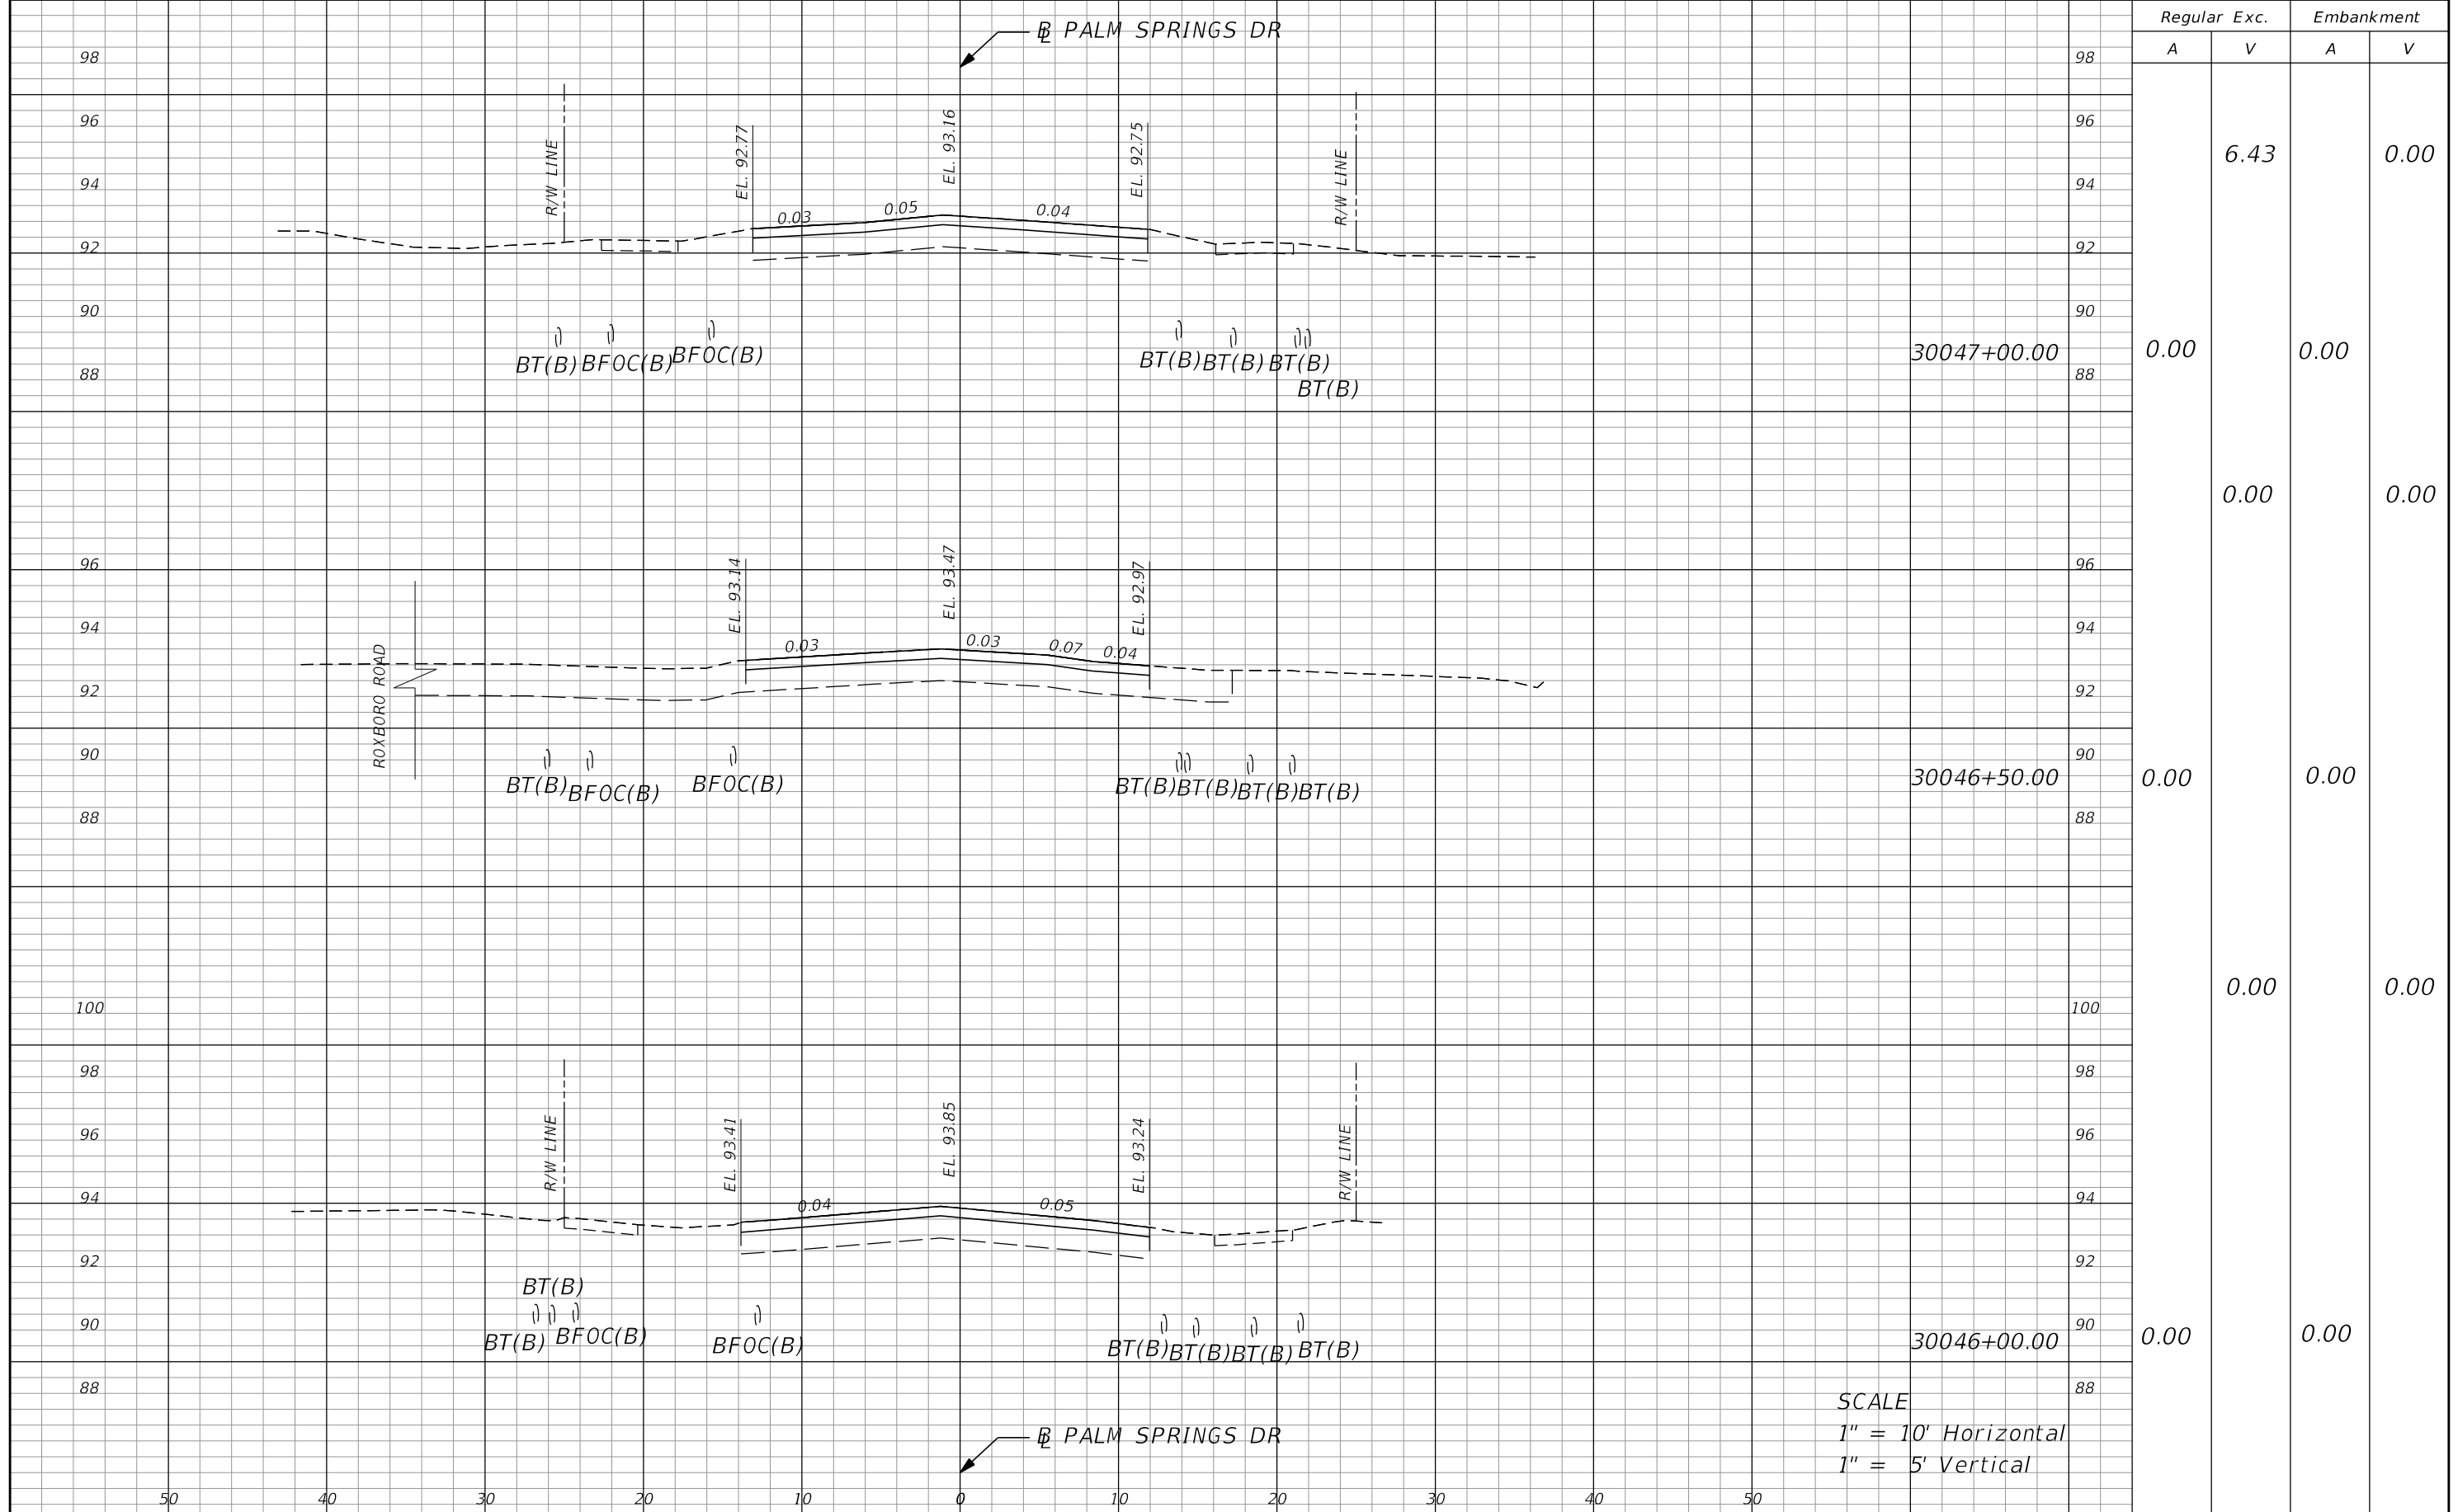 Regular Exc. Embankment
A V A V
℄ PALM SPRINGS DR
98 98
96 96
94 94
92 92
90 90
88 88
R/W LINE
EL. 92.77
EL. 93.16
EL. 92.75
R/W LINE
0.03 0.05 0.04
6.43 0.00
BT(B) BFOC(B) BFOC(B) BT(B) BT(B) BT(B)
BT(B)
30047+00.00 0.00 0.00
0.00 0.00
96 96
94 94
92 92
90 90
88 88
ROXBORO ROAD
EL. 93.14
EL. 93.47
EL. 92.97
0.03 0.03 0.07 0.04
BT(B) BFOC(B) BFOC(B) BT(B) BT(B) BT(B) BT(B)
30046+50.00 0.00 0.00
0.00 0.00
100 100
98 98
96 96
94 94
92 92
90 90
88 88
R/W LINE
EL. 93.41
EL. 93.85
EL. 93.24
R/W LINE
0.04 0.05
BT(B)
BT(B) BFOC(B) BFOC(B) BT(B) BT(B) BT(B) BT(B)
30046+00.00 0.00 0.00
SCALE
1" = 10' Horizontal
1" = 5' Vertical
℄ PALM SPRINGS DR
50 40 30 20 10 0 10 20 30 40 50